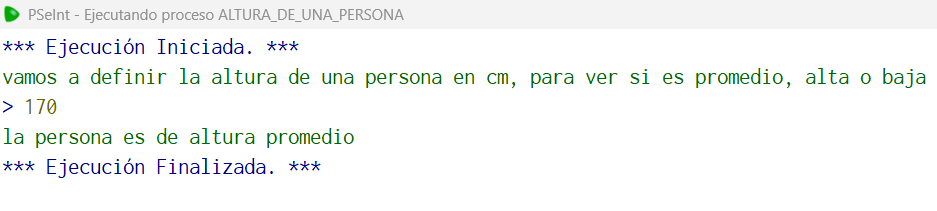 PSeInt - Ejecutando proceso ALTURA_DE_UNA_PERSONA
*** Ejecución Iniciada. ***
vamos a definir la altura de una persona en cm, para ver si es promedio, alta o baja
> 170
la persona es de altura promedio
*** Ejecución Finalizada. ***